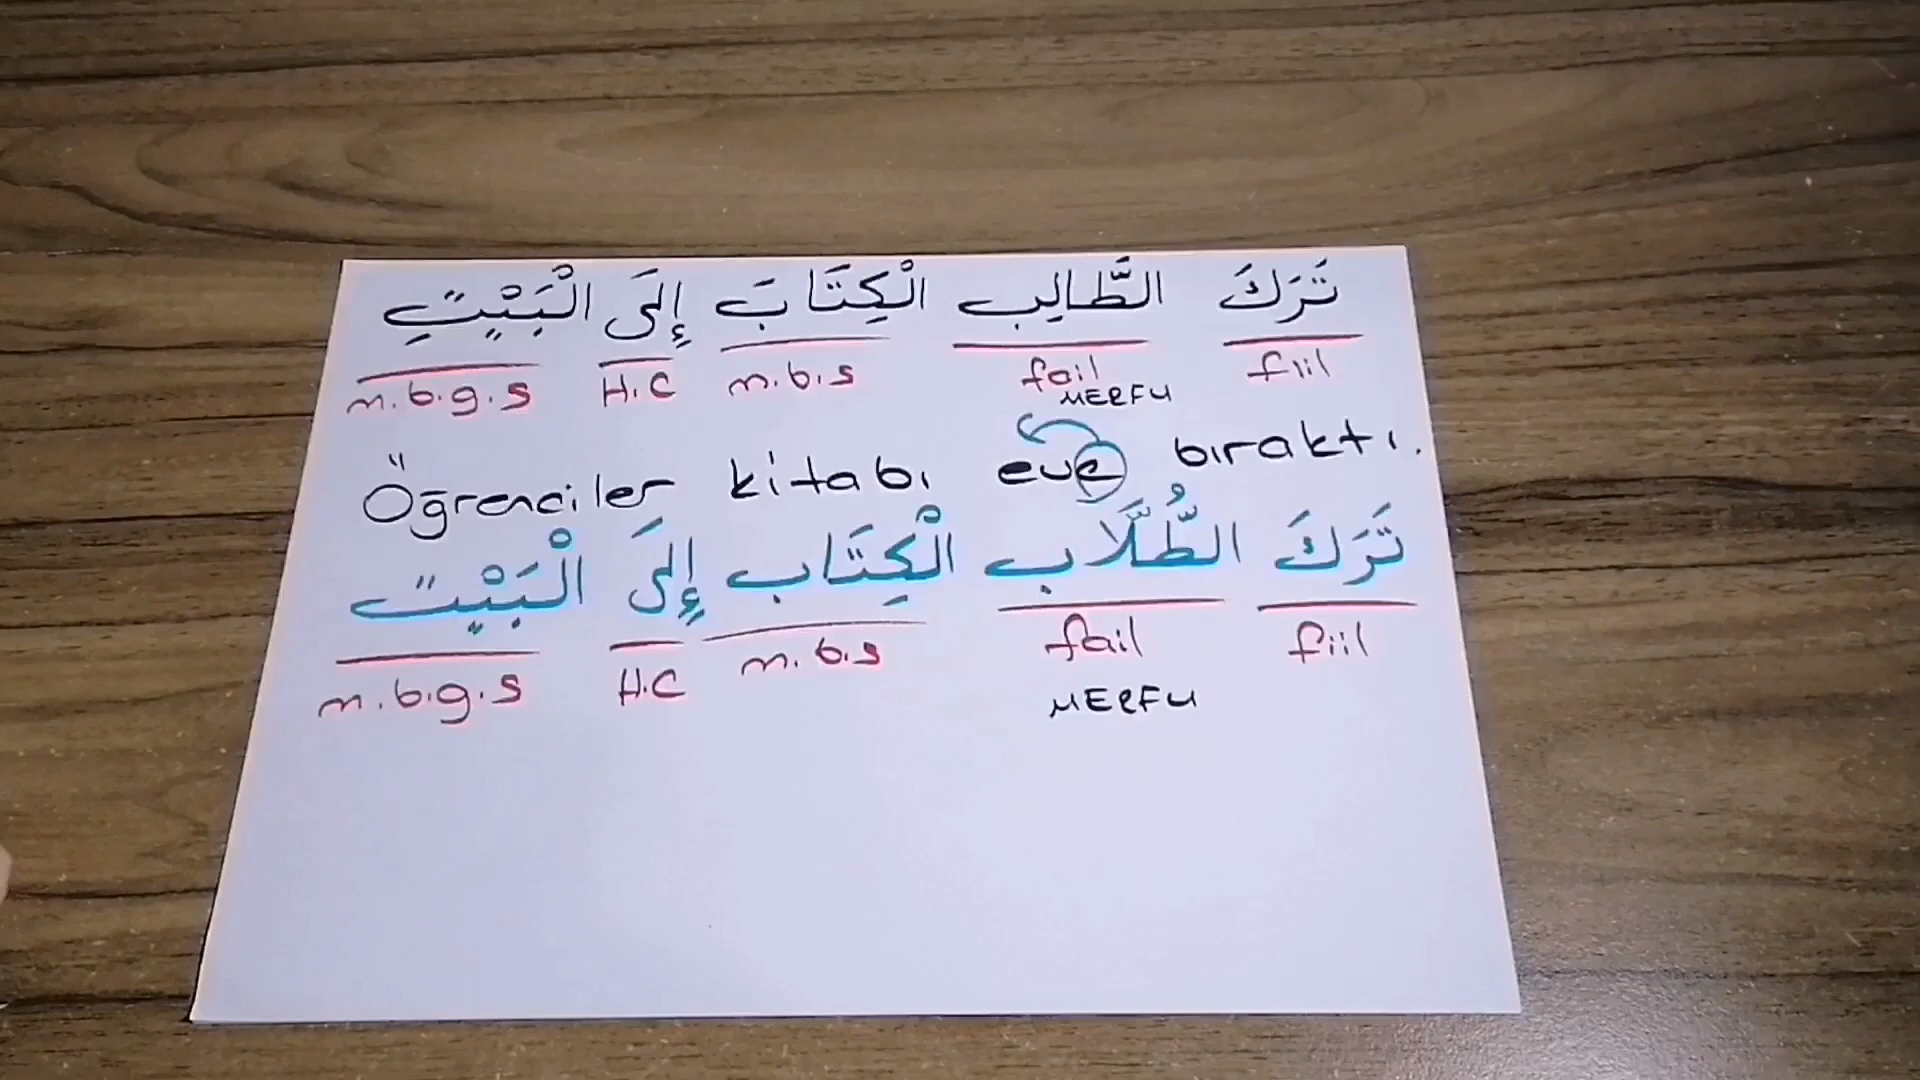 تَرَكَ الطَّالِب الْكِتَابَ إِلَى الْبَيْتِ
fiil fail m.b.s H.C m.b.g.s
MERFU
Öğrenciler kitabı eve bıraktı.
تَرَكَ الطُّلَّاب الْكِتَاب إِلَى الْبَيْت
fiil fail m.b.s H.C m.b.g.s
MERFU